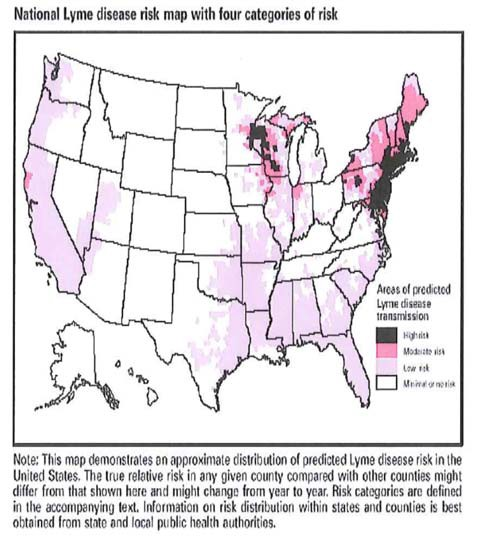 National Lyme disease risk map with four categories of risk
Areas of predicted
Lyme disease
transmission
High risk
Moderate risk
Low risk
Minimal or no risk
Note: This map demonstrates an approximate distribution of predicted Lyme disease risk in the
United States. The true relative risk in any given county compared with other counties might
differ from that shown here and might change from year to year. Risk categories are defined
in the accompanying text. Information on risk distribution within states and counties is best
obtained from state and local public health authorities.